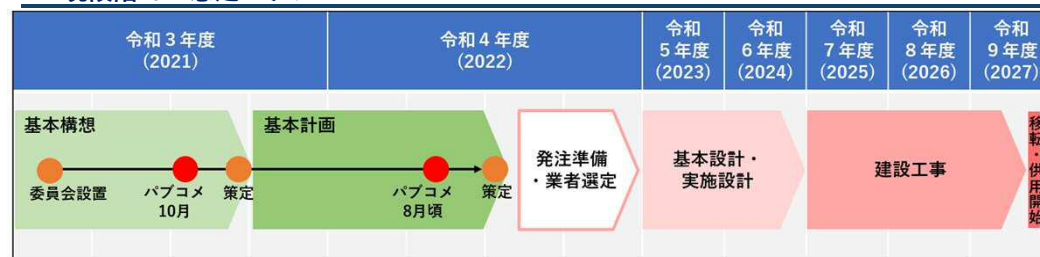 令和3年度
(2021)
令和4年度
(2022)
令和
5年度
(2023)
令和
6年度
(2024)
令和
7年度
(2025)
令和
8年度
(2026)
令和
9年度
(2027)
基本構想
委員会設置
パブコメ
10月
策定
基本計画
パブコメ
8月頃
策定
発注準備
・業者選定
基本設計・
実施設計
建設工事
移転・供用開始